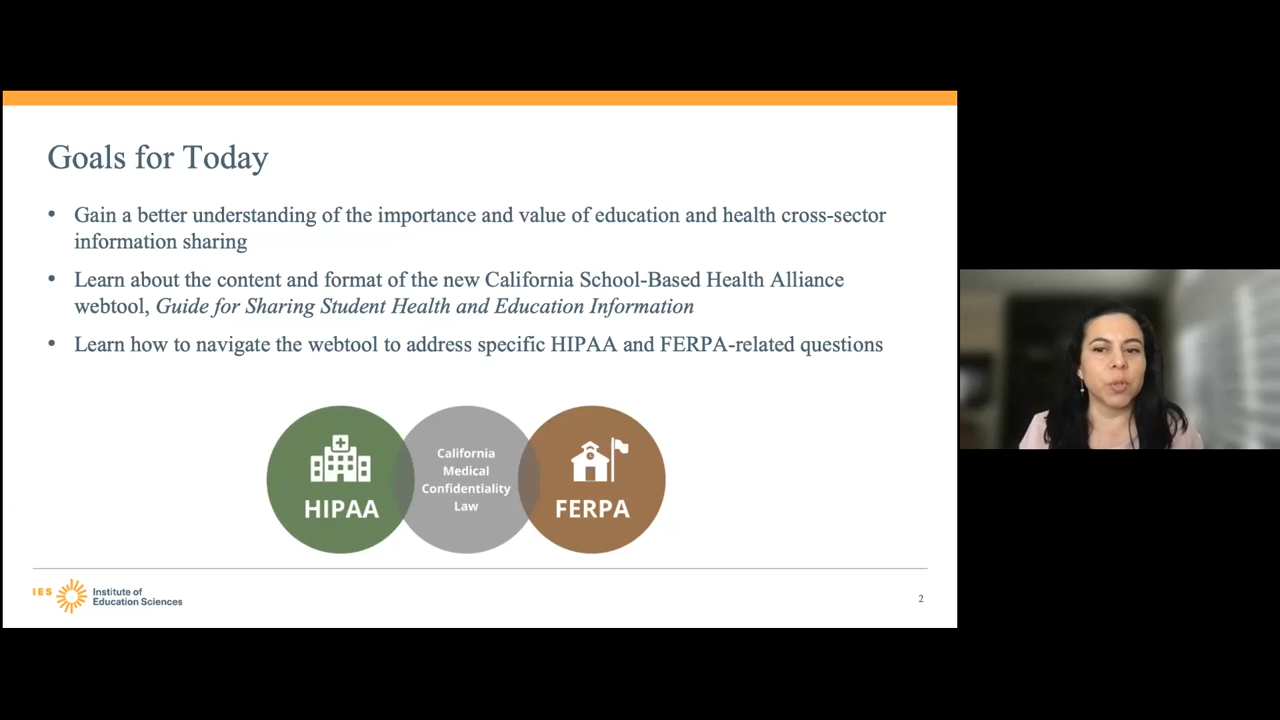 Goals for Today
• Gain a better understanding of the importance and value of education and health cross-sector
information sharing
• Learn about the content and format of the new California School-Based Health Alliance
webtool, Guide for Sharing Student Health and Education Information
• Learn how to navigate the webtool to address specific HIPAA and FERPA-related questions
HIPAA
California
Medical
Confidentiality
Law
FERPA
IES
Institute of
Education Sciences
2